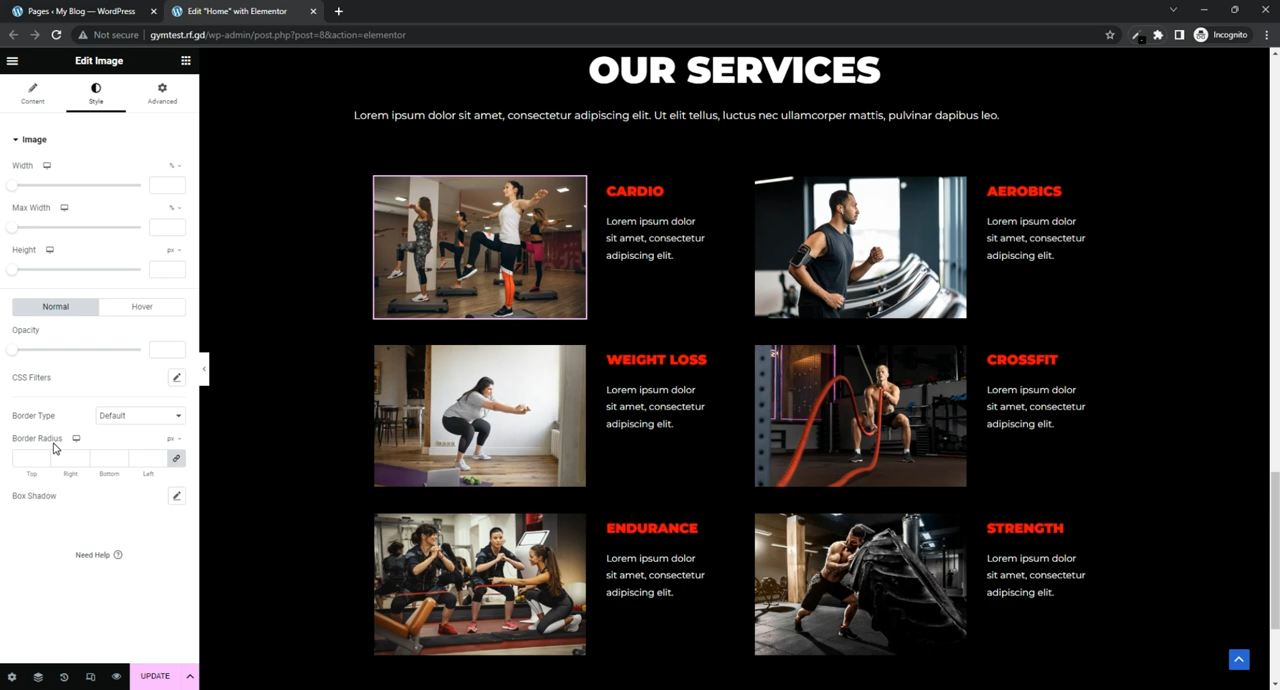 Pages ‹ My Blog — WordPress
Edit "Home" with Elementor
Not secure
gymtest.rf.gd/wp-admin/post.php?post=8&action=elementor
Incognito
Edit Image
Content
Style
Advanced
Image
Width
%
Max Width
%
Height
px
Normal
Hover
Opacity
CSS Filters
Border Type
Default
Border Radius
px
Top
Right
Bottom
Left
Box Shadow
Need Help
UPDATE
OUR SERVICES
Lorem ipsum dolor sit amet, consectetur adipiscing elit. Ut elit tellus, luctus nec ullamcorper mattis, pulvinar dapibus leo.
CARDIO
Lorem ipsum dolor
sit amet, consectetur
adipiscing elit.
AEROBICS
Lorem ipsum dolor
sit amet, consectetur
adipiscing elit.
WEIGHT LOSS
Lorem ipsum dolor
sit amet, consectetur
adipiscing elit.
CROSSFIT
Lorem ipsum dolor
sit amet, consectetur
adipiscing elit.
ENDURANCE
Lorem ipsum dolor
sit amet, consectetur
adipiscing elit.
STRENGTH
Lorem ipsum dolor
sit amet, consectetur
adipiscing elit.